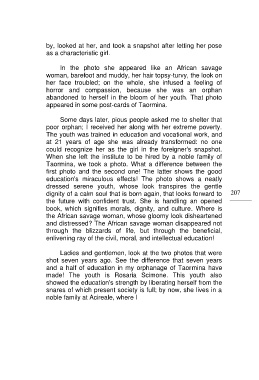 by, looked at her, and took a snapshot after letting her pose
as a characteristic girl.
In the photo she appeared like an African savage
woman, barefoot and muddy, her hair topsy-turvy, the look on
her face troubled; on the whole, she infused a feeling of
horror and compassion, because she was an orphan
abandoned to herself in the bloom of her youth. That photo
appeared in some post-cards of Taormina.
Some days later, pious people asked me to shelter that
poor orphan; I received her along with her extreme poverty.
The youth was trained in education and vocational work, and
at 21 years of age she was already transformed: no one
could recognize her as the girl in the foreigner's snapshot.
When she left the institute to be hired by a noble family of
Taormina, we took a photo. What a difference between the
first photo and the second one! The latter shows the good
education's miraculous effects! The photo shows a neatly
dressed serene youth, whose look transpires the gentle
dignity of a calm soul that is born again, that looks forward to
the future with confident trust. She is handling an opened
book, which signifies morals, dignity, and culture. Where is
the African savage woman, whose gloomy look disheartened
and distressed? The African savage woman disappeared not
through the blizzards of life, but through the beneficial,
enlivening ray of the civil, moral, and intellectual education!
207
Ladies and gentlemen, look at the two photos that were
shot seven years ago. See the difference that seven years
and a half of education in my orphanage of Taormina have
made! The youth is Rosaria Scimone. This youth also
showed the education's strength by liberating herself from the
snares of which present society is full; by now, she lives in a
noble family at Acireale, where I